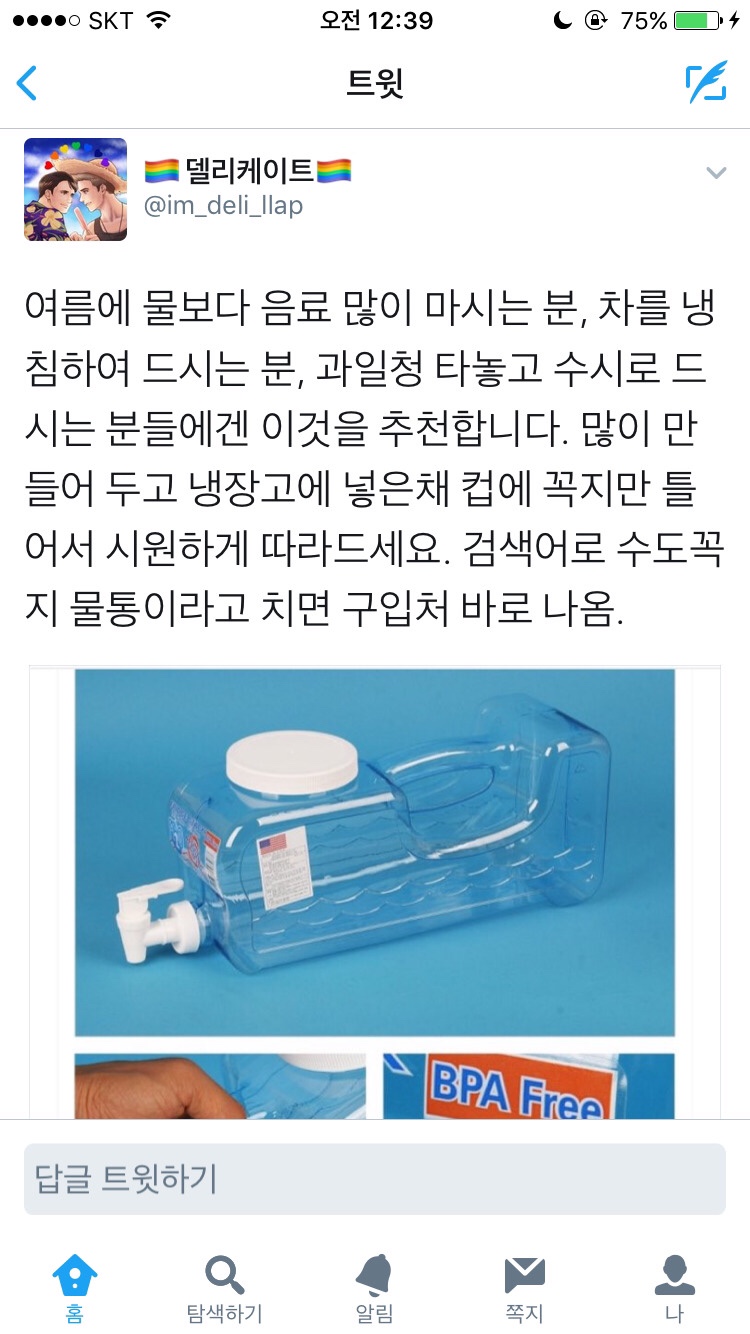 SKT
오전 12:39
75%
트윗
델리케이트
@im_deli_llap
여름에 물보다 음료 많이 마시는 분, 차를 냉
침하여 드시는 분, 과일청 타놓고 수시로 드
시는 분들에겐 이것을 추천합니다. 많이 만
들어 두고 냉장고에 넣은채 컵에 꼭지만 틀
어서 시원하게 따라드세요. 검색어로 수도꼭
지 물통이라고 치면 구입처 바로 나옴.
BPA Free
답글 트윗하기
홈
탐색하기
알림
쪽지
나